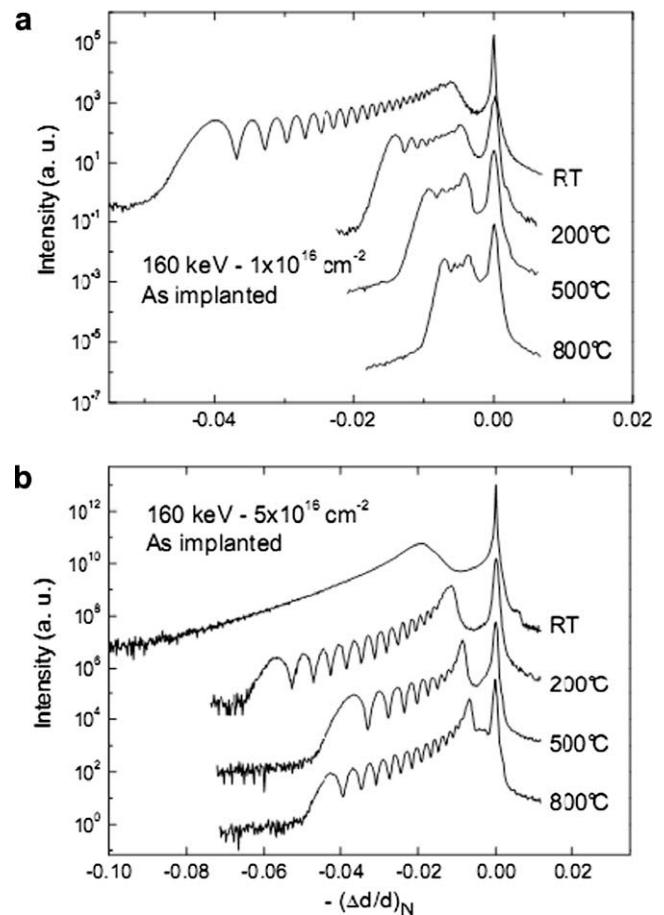 a
10^5
10^3
10^1
10^-1
10^-3
10^-5
10^-7
Intensity (a. u.)
160 keV - 1x10^16 cm^-2
As implanted
RT
200°C
500°C
800°C
-0.04 -0.02 0.00 0.02
b
10^12
10^10
10^8
10^6
10^4
10^2
10^0
Intensity (a. u.)
160 keV - 5x10^16 cm^-2
As implanted
RT
200°C
500°C
800°C
-0.10 -0.08 -0.06 -0.04 -0.02 0.00
- (Δd/d)_N